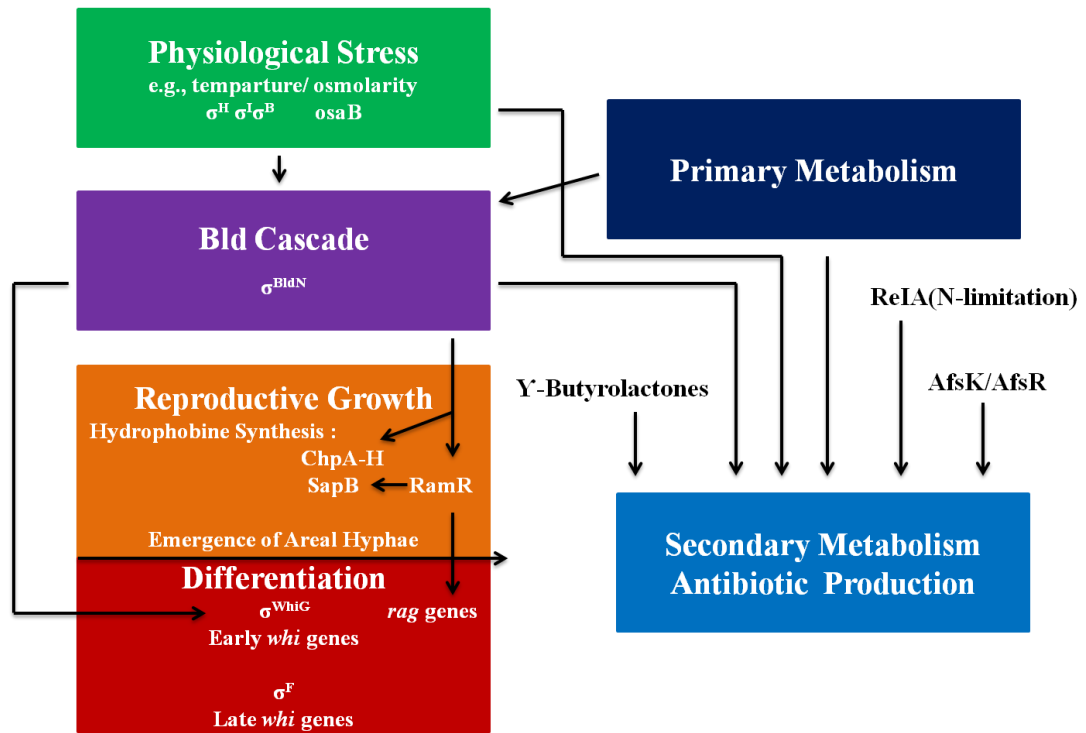 Physiological Stress
e.g., temparture/ osmolarity
σᴴ σᴵσᴮ osaB
Primary Metabolism
Bld Cascade
σᴮˡᵈᴺ
ReIA(N-limitation)
ϒ-Butyrolactones
AfsK/AfsR
Reproductive Growth
Hydrophobine Synthesis :
ChpA-H
SapB RamR
Emergence of Areal Hyphae
Differentiation
σᵂʰⁱᴳ rag genes
Early whi genes
σF
Late whi genes
Secondary Metabolism
Antibiotic Production